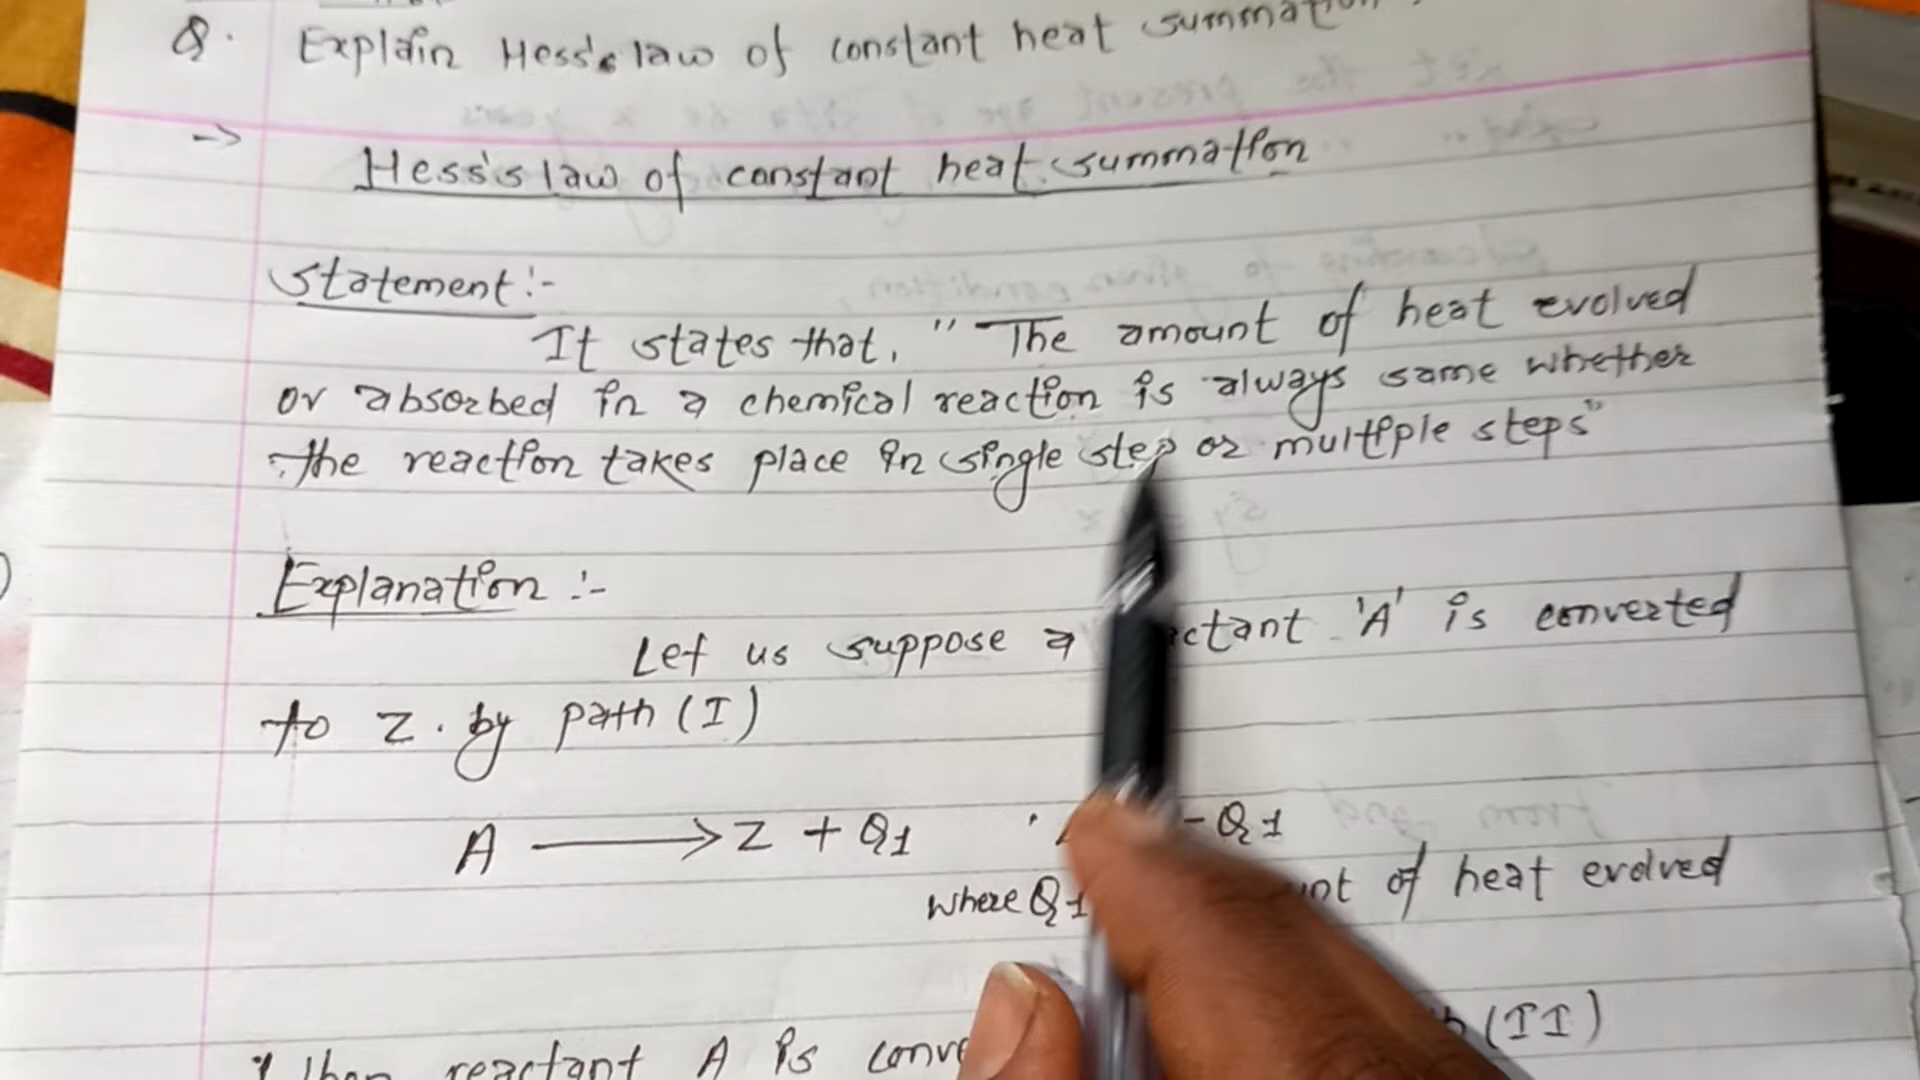 Q. Explain Hess's law of constant heat
→ Hess's law of constant heat summation
Statement :-
It states that, " The amount of heat evolved
or absorbed in a chemical reaction is always same whether
the reaction takes place in single step or multiple steps"
Explanation :-
Let us suppose a 'A' is converted
to Z. by path (I)
A → Z + Q1 -Q1
where Q1 of heat evolved
reactant A is (II)